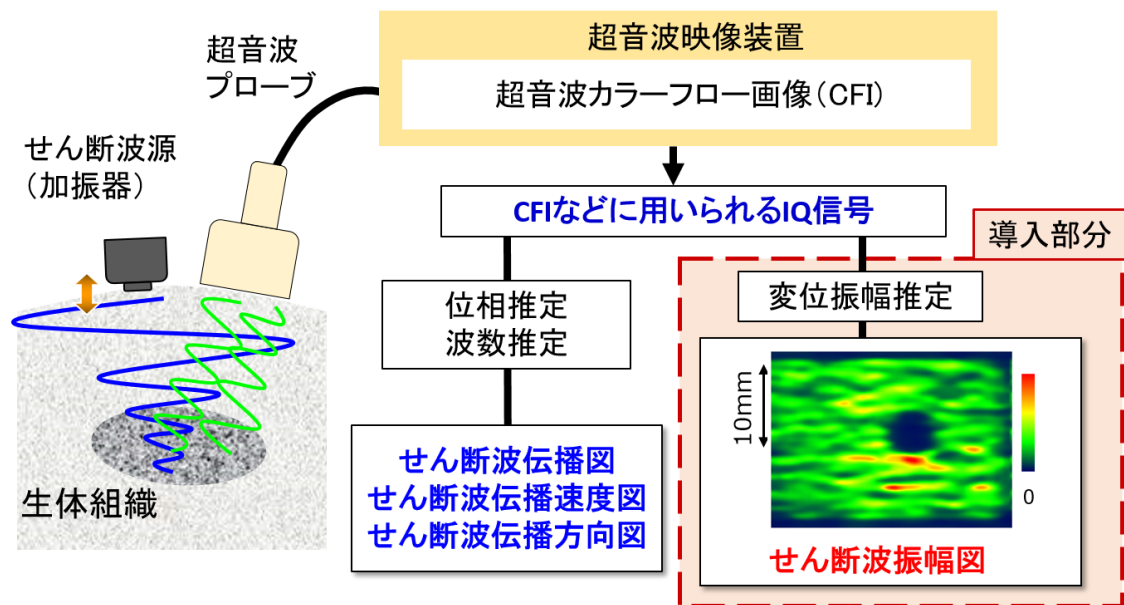 超音波映像装置
超音波カラーフロー画像(CFI)
超音波
プローブ
せん断波源
(加振器)
CFIなどに用いられるIQ信号
導入部分
位相推定
波数推定
変位振幅推定
10mm
0
せん断波伝播図
せん断波伝播速度図
せん断波伝播方向図
せん断波振幅図
生体組織